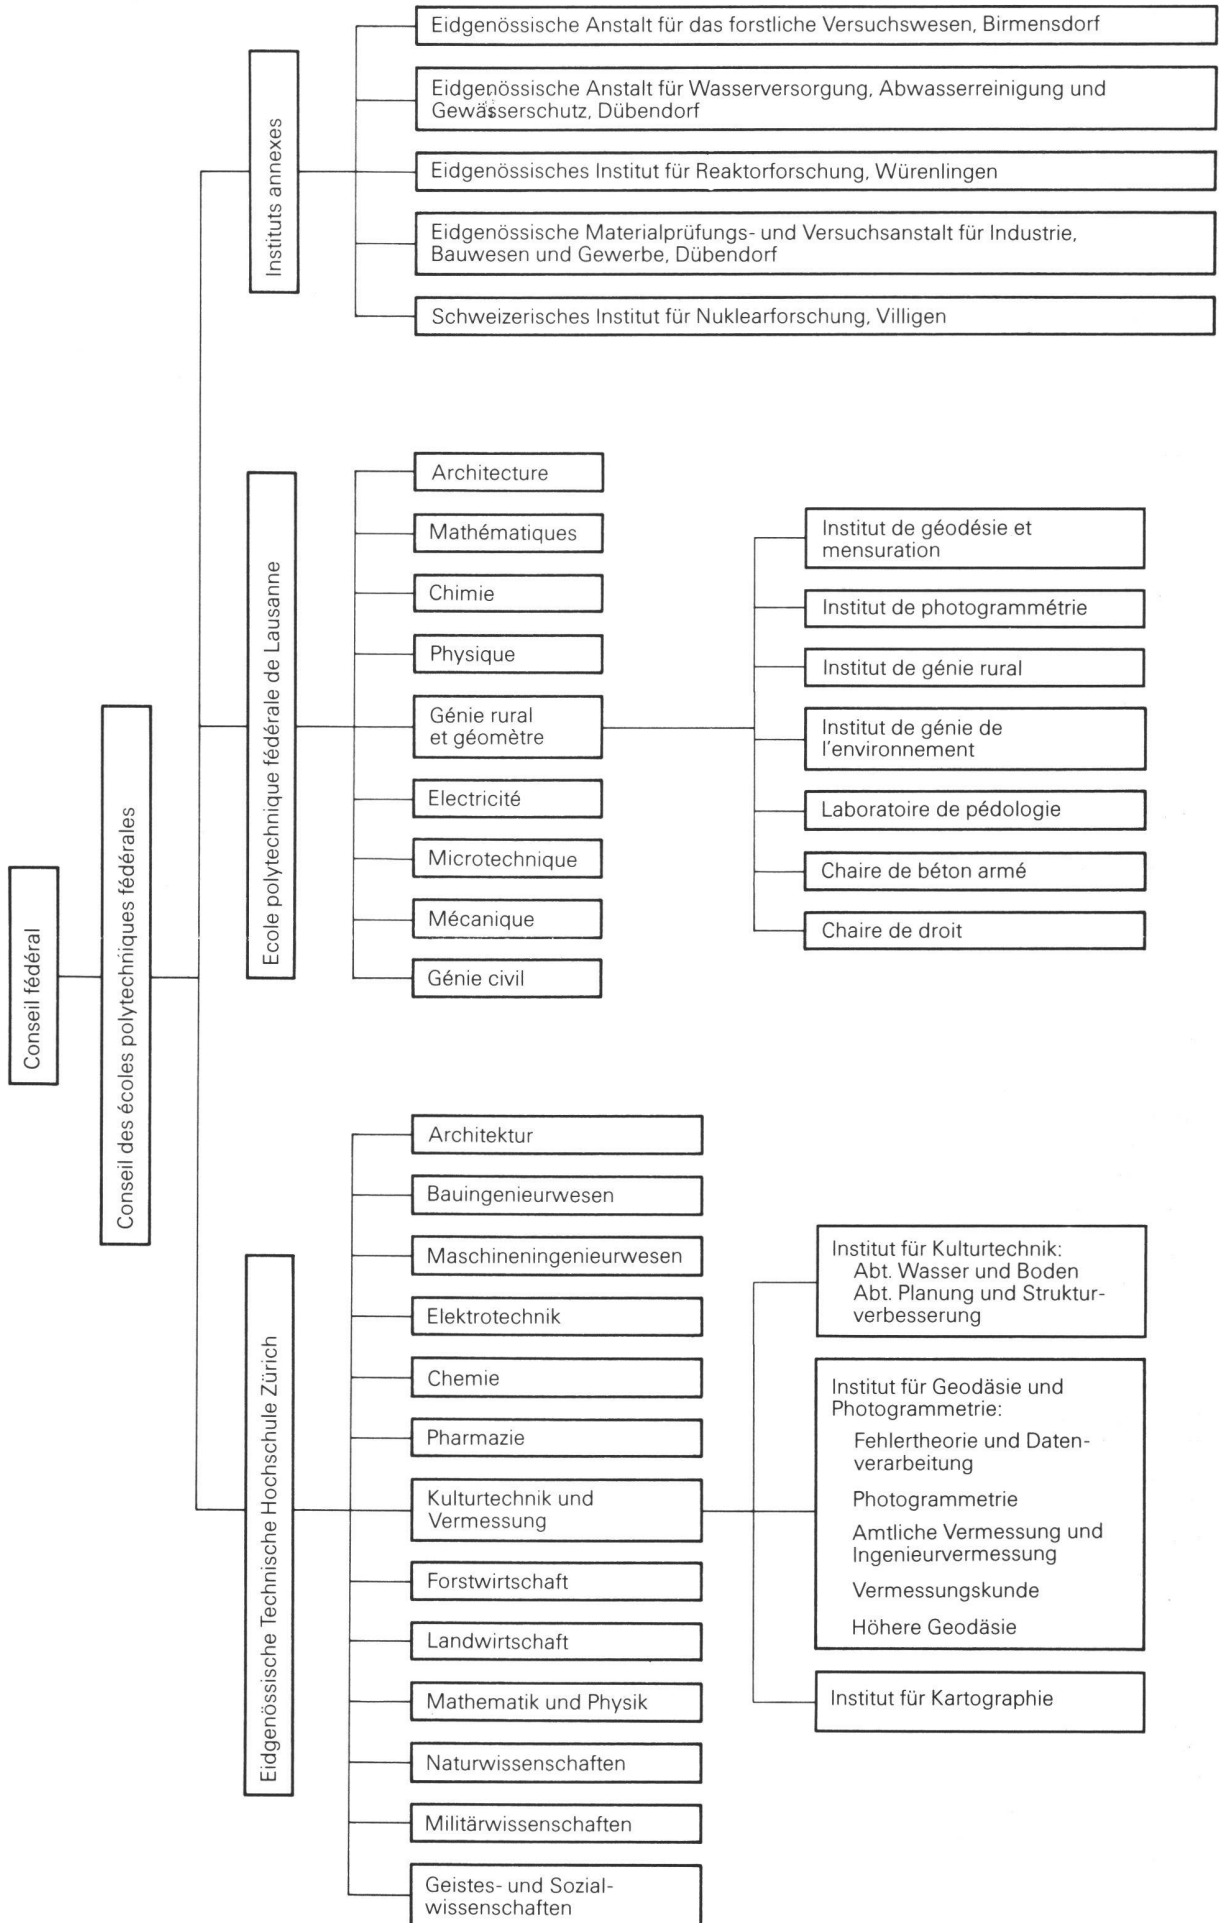 Conseil fédéral
Conseil des écoles polytechniques fédérales
Instituts annexes
Eidgenössische Anstalt für das forstliche Versuchswesen, Birmensdorf
Eidgenössische Anstalt für Wasserversorgung, Abwasserreinigung und
Gewässerschutz, Dübendorf
Eidgenössisches Institut für Reaktorforschung, Würenlingen
Eidgenössische Materialprüfungs- und Versuchsanstalt für Industrie,
Bauwesen und Gewerbe, Dübendorf
Schweizerisches Institut für Nuklearforschung, Villigen
Ecole polytechnique fédérale de Lausanne
Architecture
Mathématiques
Chimie
Physique
Génie rural
et géomètre
Electricité
Microtechnique
Mécanique
Génie civil
Institut de géodésie et
mensuration
Institut de photogrammétrie
Institut de génie rural
Institut de génie de
l'environnement
Laboratoire de pédologie
Chaire de béton armé
Chaire de droit
Eidgenössische Technische Hochschule Zürich
Architektur
Bauingenieurwesen
Maschineningenieurwesen
Elektrotechnik
Chemie
Pharmazie
Kulturtechnik und
Vermessung
Forstwirtschaft
Landwirtschaft
Mathematik und Physik
Naturwissenschaften
Militärwissenschaften
Geistes- und Sozial-
wissenschaften
Institut für Kulturtechnik:
Abt. Wasser und Boden
Abt. Planung und Struktur-
verbesserung
Institut für Geodäsie und
Photogrammetrie:
Fehlertheorie und Daten-
verarbeitung
Photogrammetrie
Amtliche Vermessung und
Ingenieurvermessung
Vermessungskunde
Höhere Geodäsie
Institut für Kartographie